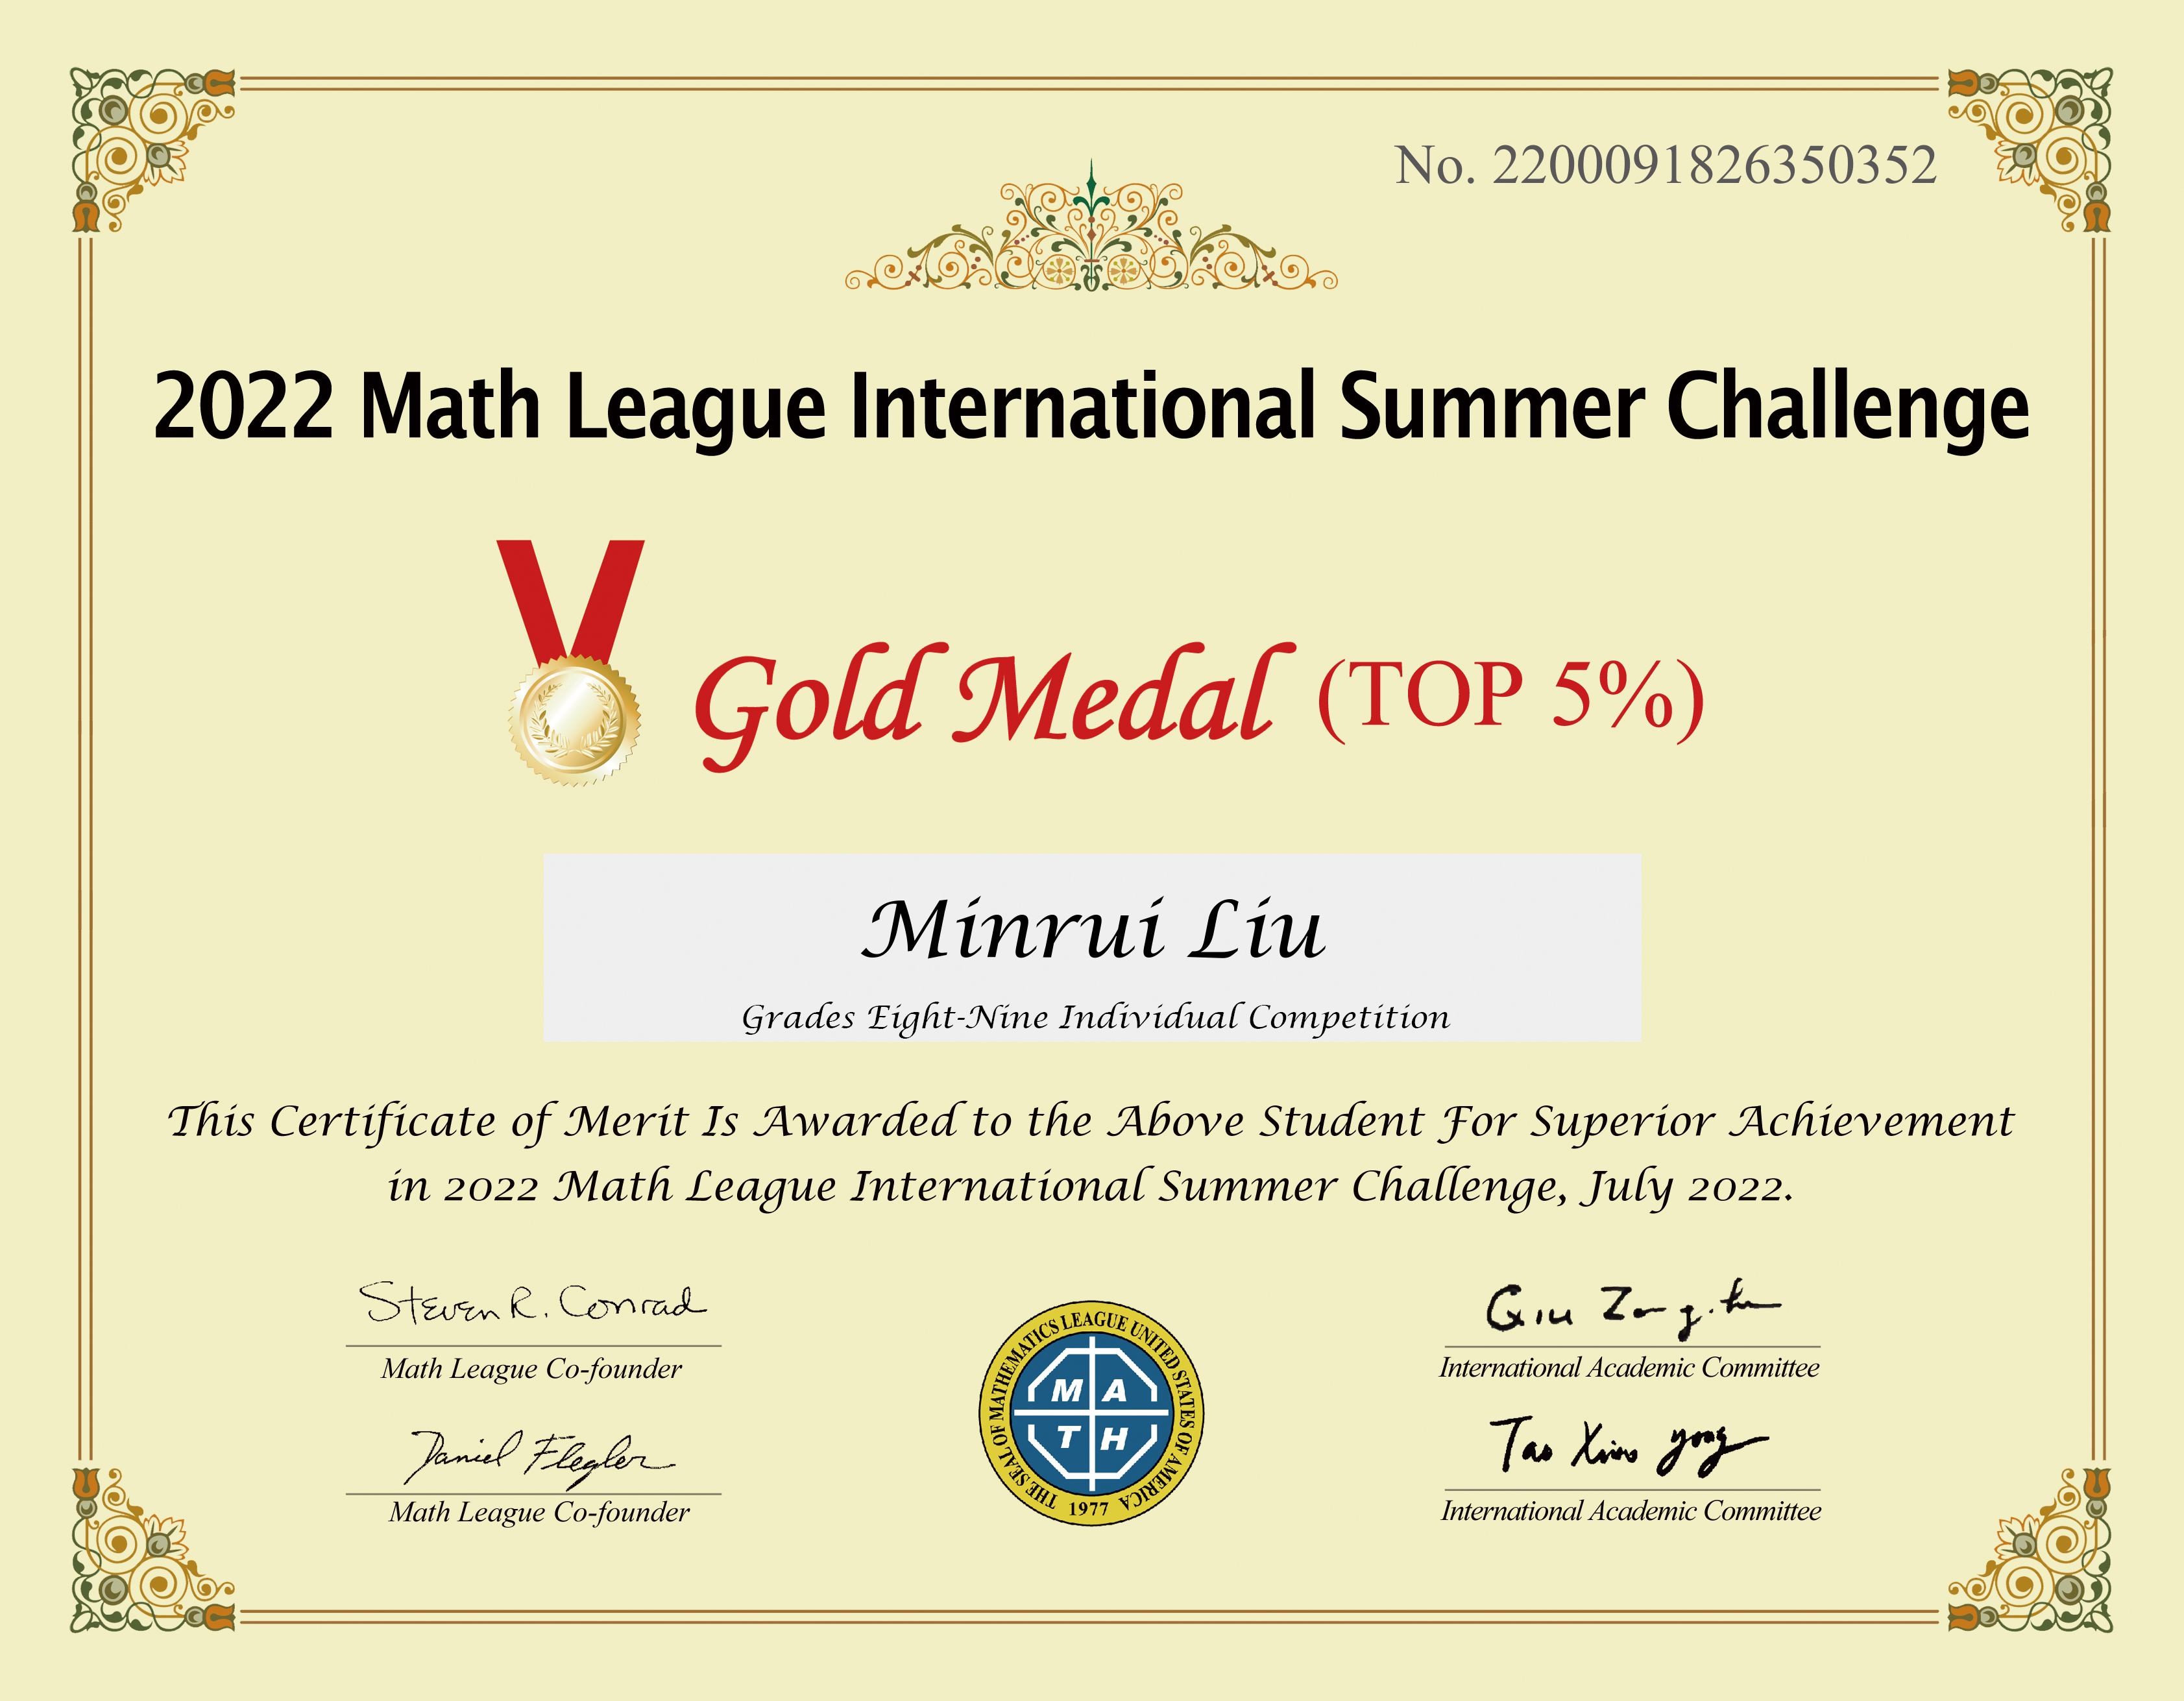 No. 2200091826350352
2022 Math League International Summer Challenge
Gold Medal (TOP 5%)
Minrui Liu
Grades Eight-Nine Individual Competition
This Certificate of Merit Is Awarded to the Above Student For Superior Achievement
in 2022 Math League International Summer Challenge, July 2022.
Steven R. Conrad
Math League Co-founder
Daniel Flegler
Math League Co-founder
THE SEAL OF MATHEMATICS LEAGUE UNITED STATES OF AMERICA
M A
T H
1977
Qiu
International Academic Committee
Tao
International Academic Committee